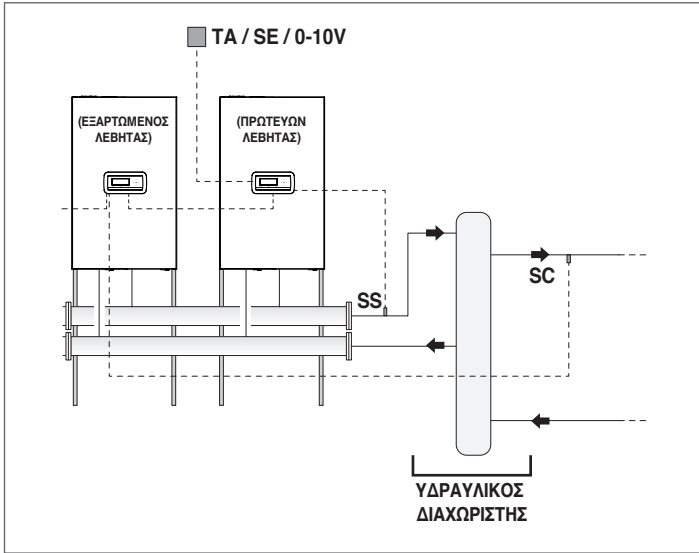 TA / SE / 0-10V
(ΕΞΑΡΤΩΜΕΝΟΣ
ΛΕΒΗΤΑΣ)
(ΠΡΩΤΕΥΩΝ
ΛΕΒΗΤΑΣ)
SS
SC
ΥΔΡΑΥΛΙΚΟΣ
ΔΙΑΧΩΡΙΣΤΗΣ